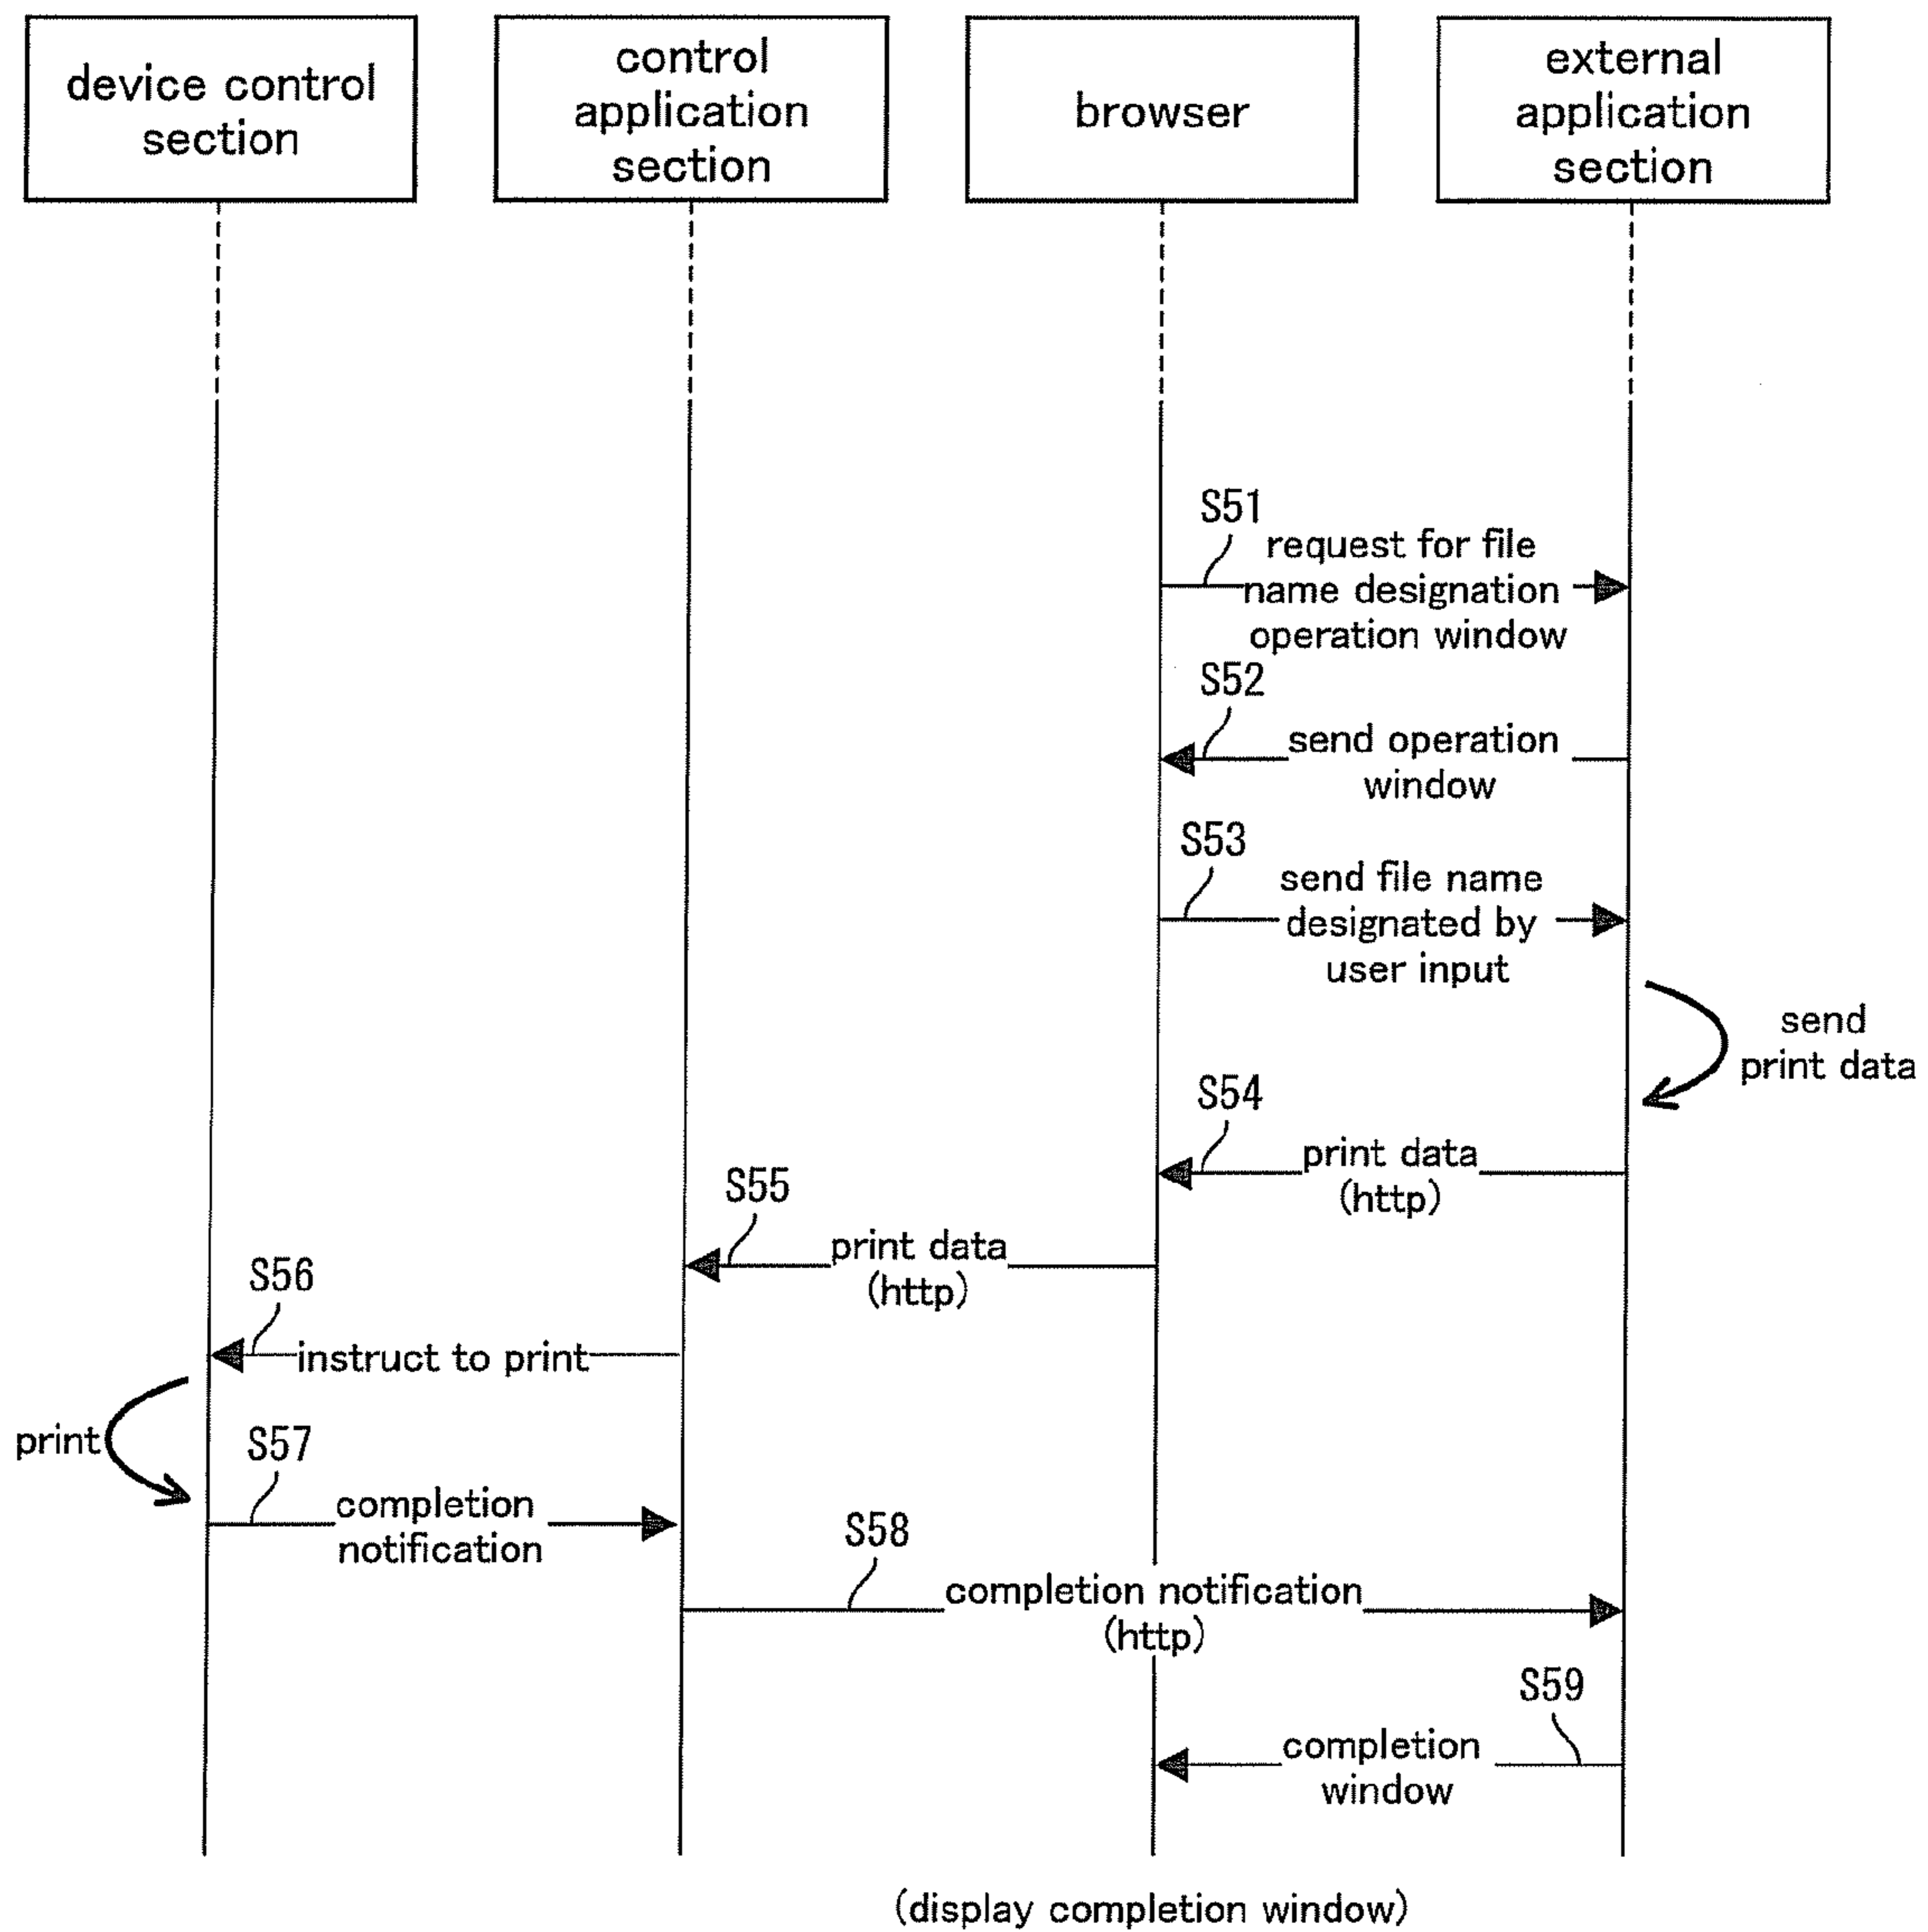 device control
section
control
application
section
browser
external
application
section
S51
request for file
name designation
operation window
S52
send operation
window
S53
send file name
designated by
user input
send
print data
S54
print data
(http)
S55
print data
(http)
S56
instruct to print
print
S57
completion
notification
S58
completion notification
(http)
S59
completion
window
(display completion window)